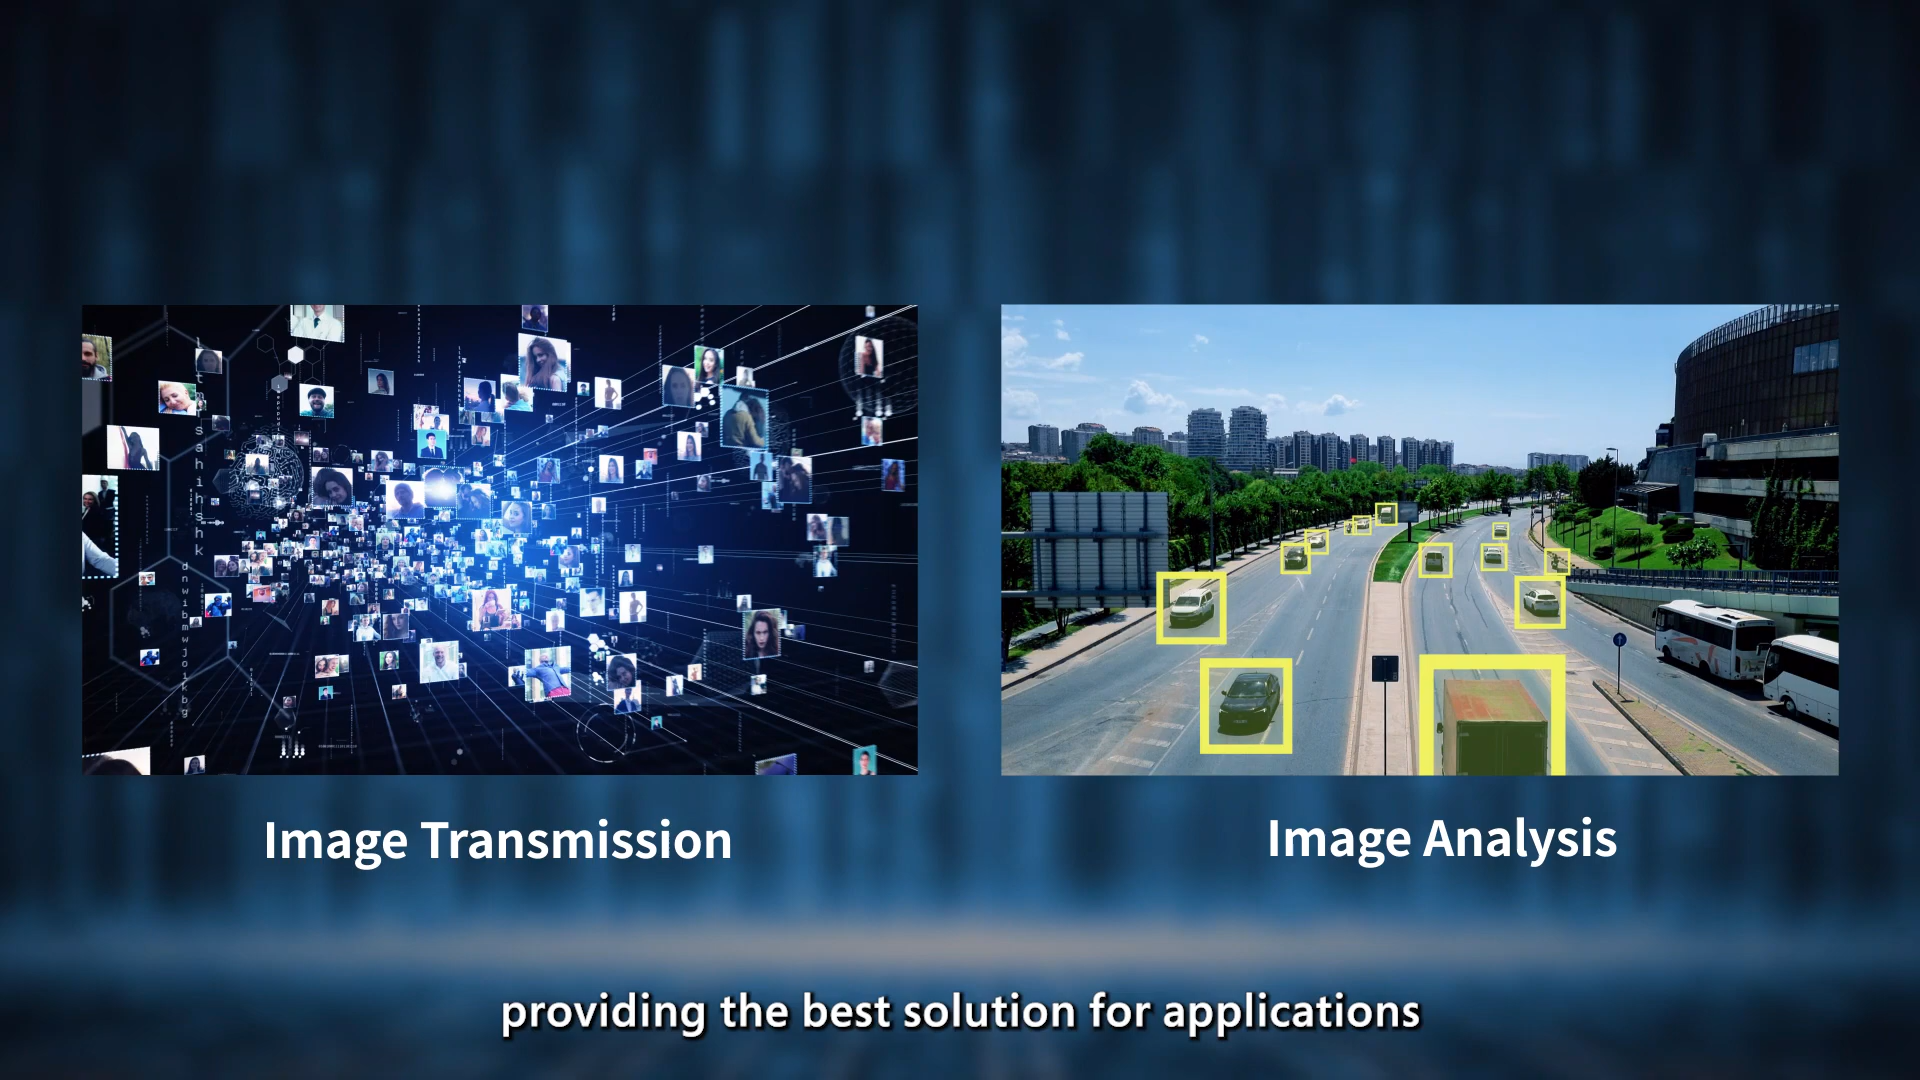 Image Transmission
Image Analysis
providing the best solution for applications